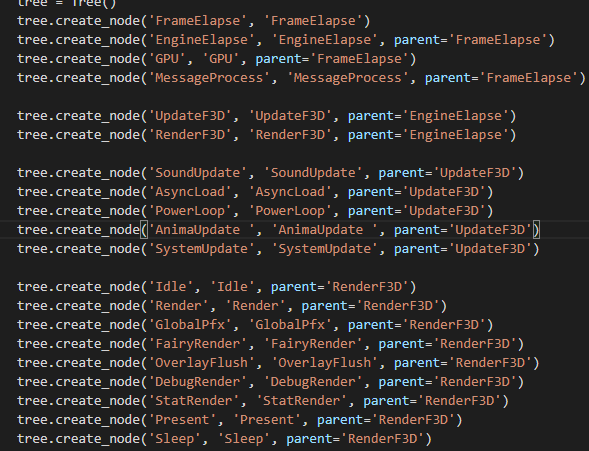 tree = Tree()
tree.create_node('FrameElapse', 'FrameElapse')
tree.create_node('EngineElapse', 'EngineElapse', parent='FrameElapse')
tree.create_node('GPU', 'GPU', parent='FrameElapse')
tree.create_node('MessageProcess', 'MessageProcess', parent='FrameElapse')
tree.create_node('UpdateF3D', 'UpdateF3D', parent='EngineElapse')
tree.create_node('RenderF3D', 'RenderF3D', parent='EngineElapse')
tree.create_node('SoundUpdate', 'SoundUpdate', parent='UpdateF3D')
tree.create_node('AsyncLoad', 'AsyncLoad', parent='UpdateF3D')
tree.create_node('PowerLoop', 'PowerLoop', parent='UpdateF3D')
tree.create_node('AnimaUpdate ', 'AnimaUpdate ', parent='UpdateF3D')
tree.create_node('SystemUpdate', 'SystemUpdate', parent='UpdateF3D')
tree.create_node('Idle', 'Idle', parent='RenderF3D')
tree.create_node('Render', 'Render', parent='RenderF3D')
tree.create_node('GlobalPfx', 'GlobalPfx', parent='RenderF3D')
tree.create_node('FairyRender', 'FairyRender', parent='RenderF3D')
tree.create_node('OverlayFlush', 'OverlayFlush', parent='RenderF3D')
tree.create_node('DebugRender', 'DebugRender', parent='RenderF3D')
tree.create_node('StatRender', 'StatRender', parent='RenderF3D')
tree.create_node('Present', 'Present', parent='RenderF3D')
tree.create_node('Sleep', 'Sleep', parent='RenderF3D')